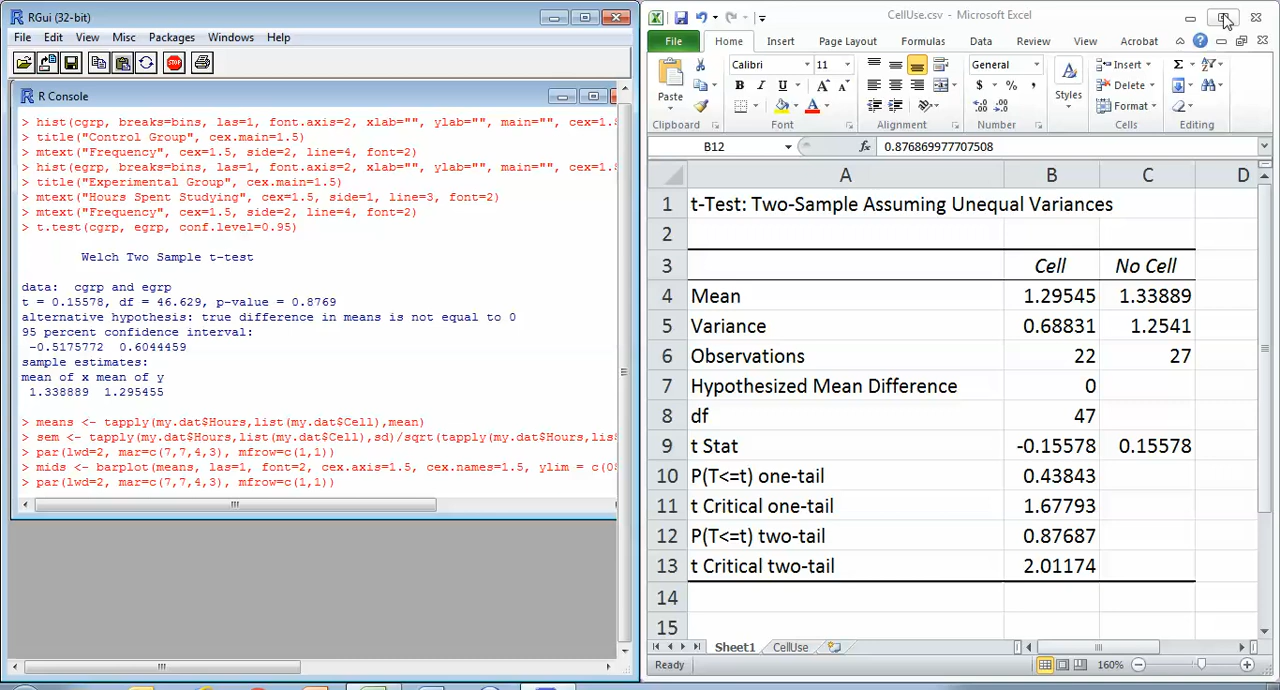 RGui (32-bit)
File Edit View Misc Packages Windows Help
STOP
R Console
> hist(cgrp, breaks=bins, las=1, font.axis=2, xlab="", ylab="", main="", cex=1.5
> title("Control Group", cex.main=1.5)
> mtext("Frequency", cex=1.5, side=2, line=4, font=2)
> hist(egrp, breaks=bins, las=1, font.axis=2, xlab="", ylab="", main="", cex=1.5
> title("Experimental Group", cex.main=1.5)
> mtext("Hours Spent Studying", cex=1.5, side=1, line=3, font=2)
> mtext("Frequency", cex=1.5, side=2, line=4, font=2)
> t.test(cgrp, egrp, conf.level=0.95)
Welch Two Sample t-test
data: cgrp and egrp
t = 0.15578, df = 46.629, p-value = 0.8769
alternative hypothesis: true difference in means is not equal to 0
95 percent confidence interval:
-0.5175772 0.6044459
sample estimates:
mean of x mean of y
1.338889 1.295455
> means <- tapply(my.dat$Hours,list(my.dat$Cell),mean)
> sem <- tapply(my.dat$Hours,list(my.dat$Cell),sd)/sqrt(tapply(my.dat$Hours,lis
> par(lwd=2, mar=c(7,7,4,3), mfrow=c(1,1))
> mids <- barplot(means, las=1, font=2, cex.axis=1.5, cex.names=1.5, ylim = c(0
> par(lwd=2, mar=c(7,7,4,3), mfrow=c(1,1))
CellUse.csv - Microsoft Excel
File Home Insert Page Layout Formulas Data Review View Acrobat
Paste
Calibri 11
B I U A A
General
$ % ,
Styles
Insert
Delete
Format
Clipboard Font Alignment Number Cells Editing
B12 fx 0.876869977707508
A B C D
1 t-Test: Two-Sample Assuming Unequal Variances
2
3 Cell No Cell
4 Mean 1.29545 1.33889
5 Variance 0.68831 1.2541
6 Observations 22 27
7 Hypothesized Mean Difference 0
8 df 47
9 t Stat -0.15578 0.15578
10 P(T<=t) one-tail 0.43843
11 t Critical one-tail 1.67793
12 P(T<=t) two-tail 0.87687
13 t Critical two-tail 2.01174
14
15
Sheet1 CellUse
Ready 160%